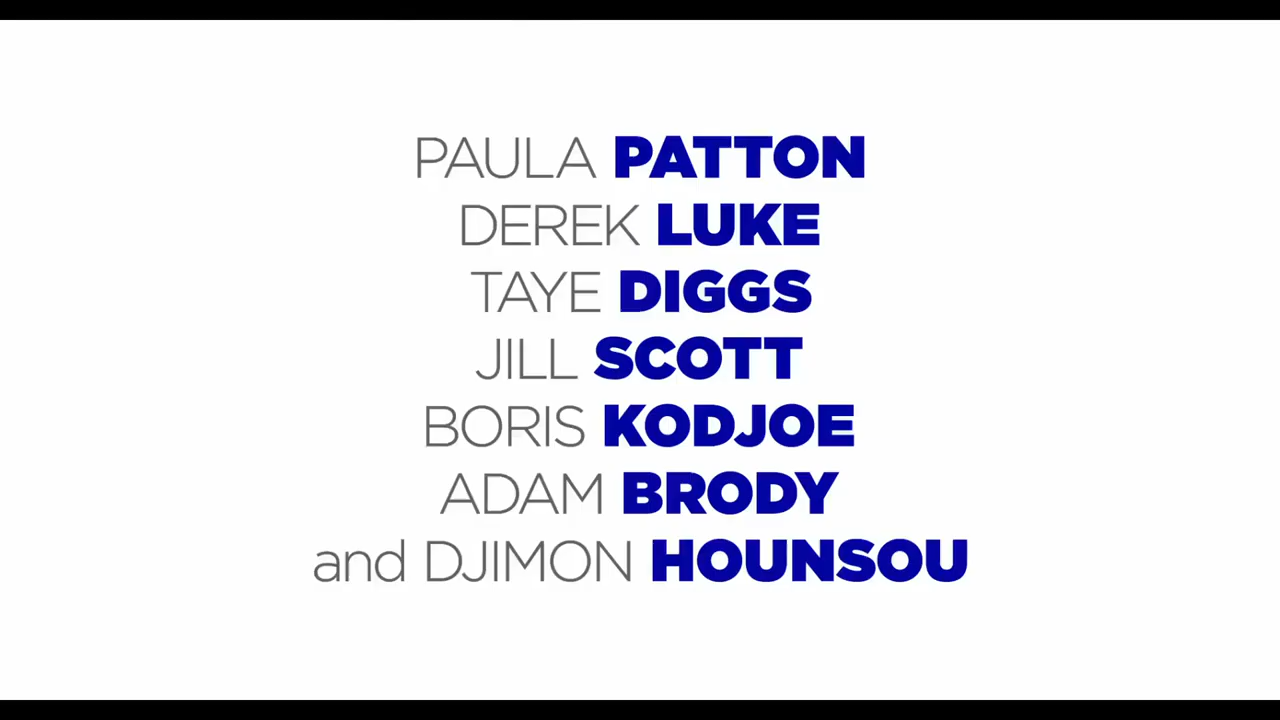 PAULA PATTON
DEREK LUKE
TAYE DIGGS
JILL SCOTT
BORIS KODJOE
ADAM BRODY
and DJIMON HOUNSOU